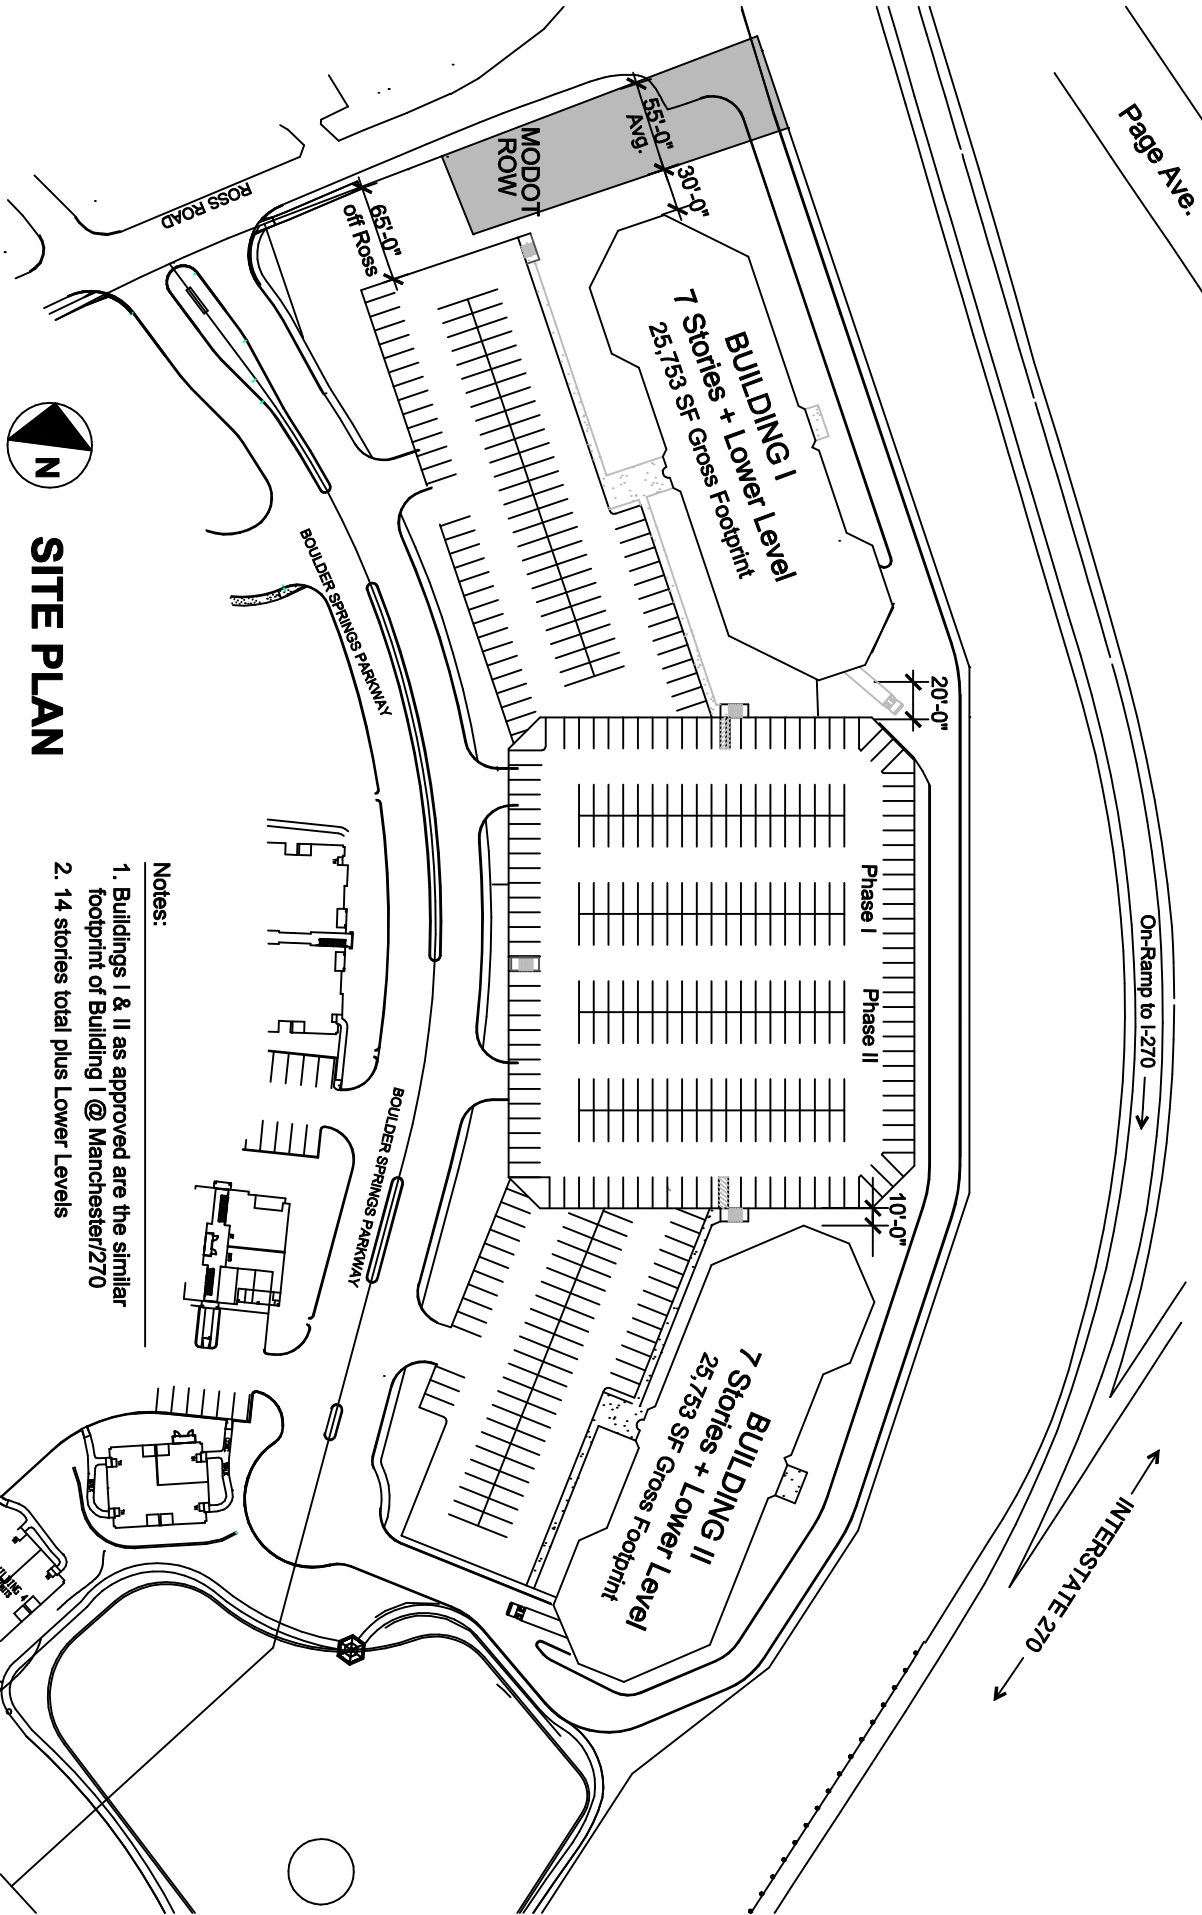 Page Ave.
On-Ramp to I-270
INTERSTATE 270
MODOT
ROW
55'-0"
Avg.
30'-0"
ROSS ROAD
65'-0"
off Ross
BUILDING I
7 Stories + Lower Level
25,753 SF Gross Footprint
20'-0"
Phase I
Phase II
10'-0"
BUILDING II
7 Stories + Lower Level
25,753 SF Gross Footprint
BOULDER SPRINGS PARKWAY
BOULDER SPRINGS PARKWAY
N
SITE PLAN
Notes:
1. Buildings I & II as approved are the similar
footprint of Building I @ Manchester/270
2. 14 stories total plus Lower Levels